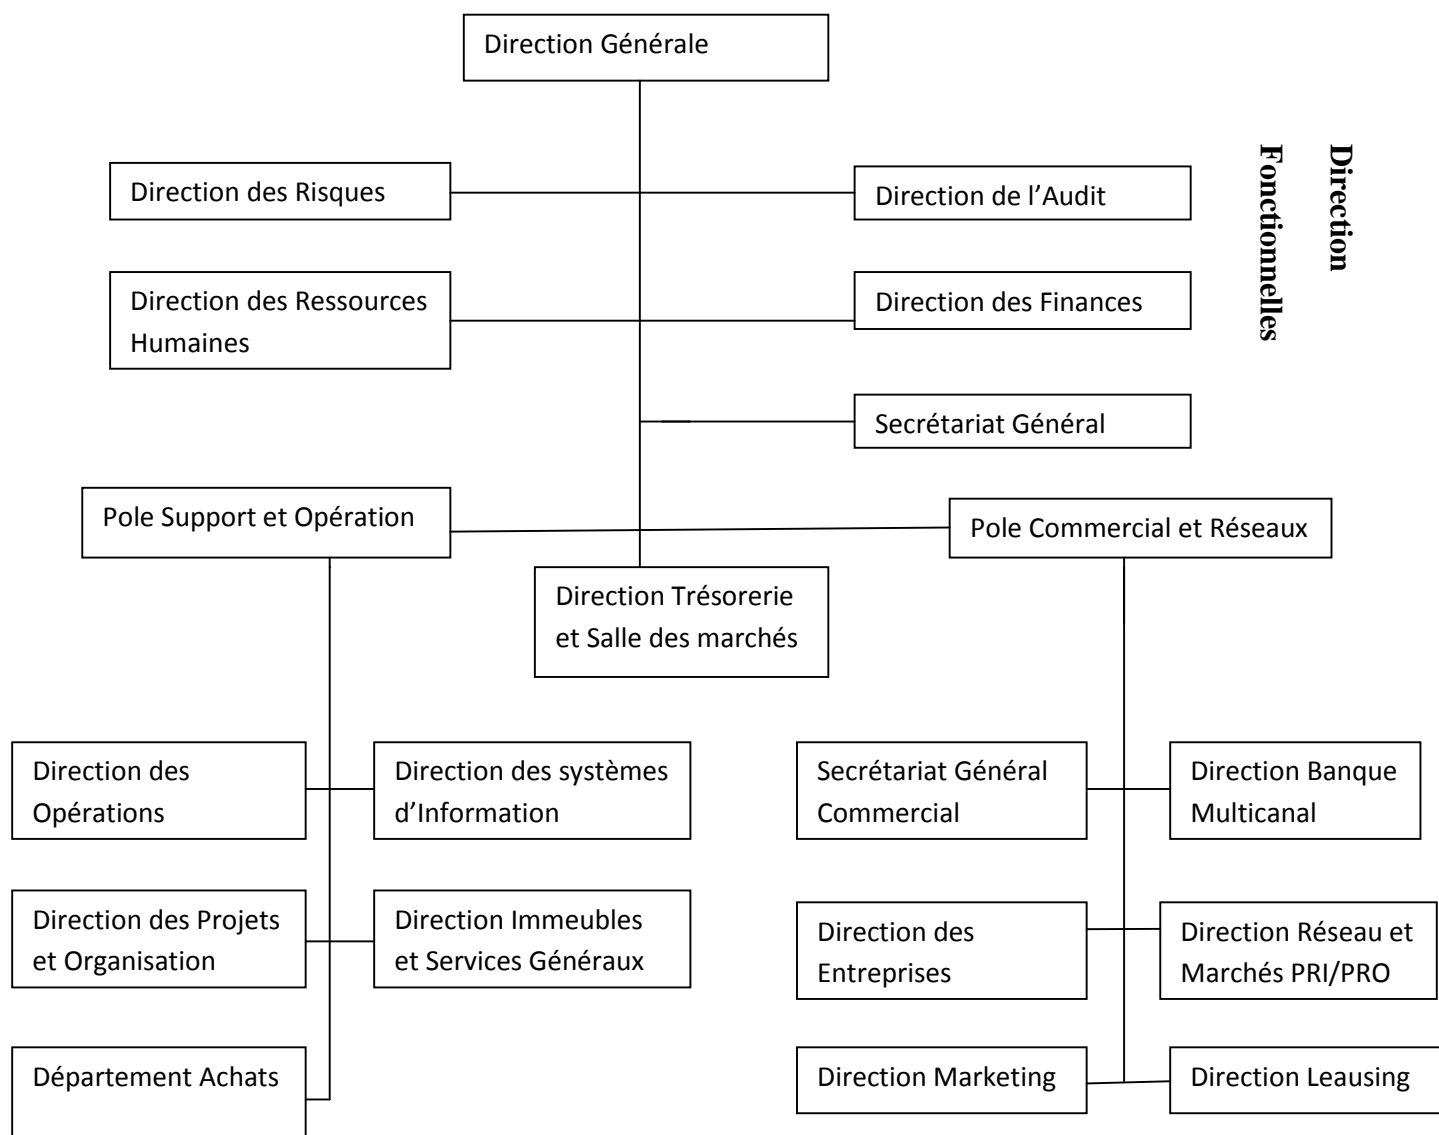 Direction Générale
Direction
Fonctionnelles
Direction des Risques
Direction de l’Audit
Direction des Ressources
Humaines
Direction des Finances
Secrétariat Général
Pole Support et Opération
Pole Commercial et Réseaux
Direction Trésorerie
et Salle des marchés
Direction des
Opérations
Direction des systèmes
d’Information
Secrétariat Général
Commercial
Direction Banque
Multicanal
Direction des Projets
et Organisation
Direction Immeubles
et Services Généraux
Direction des
Entreprises
Direction Réseau et
Marchés PRI/PRO
Département Achats
Direction Marketing
Direction Leausing